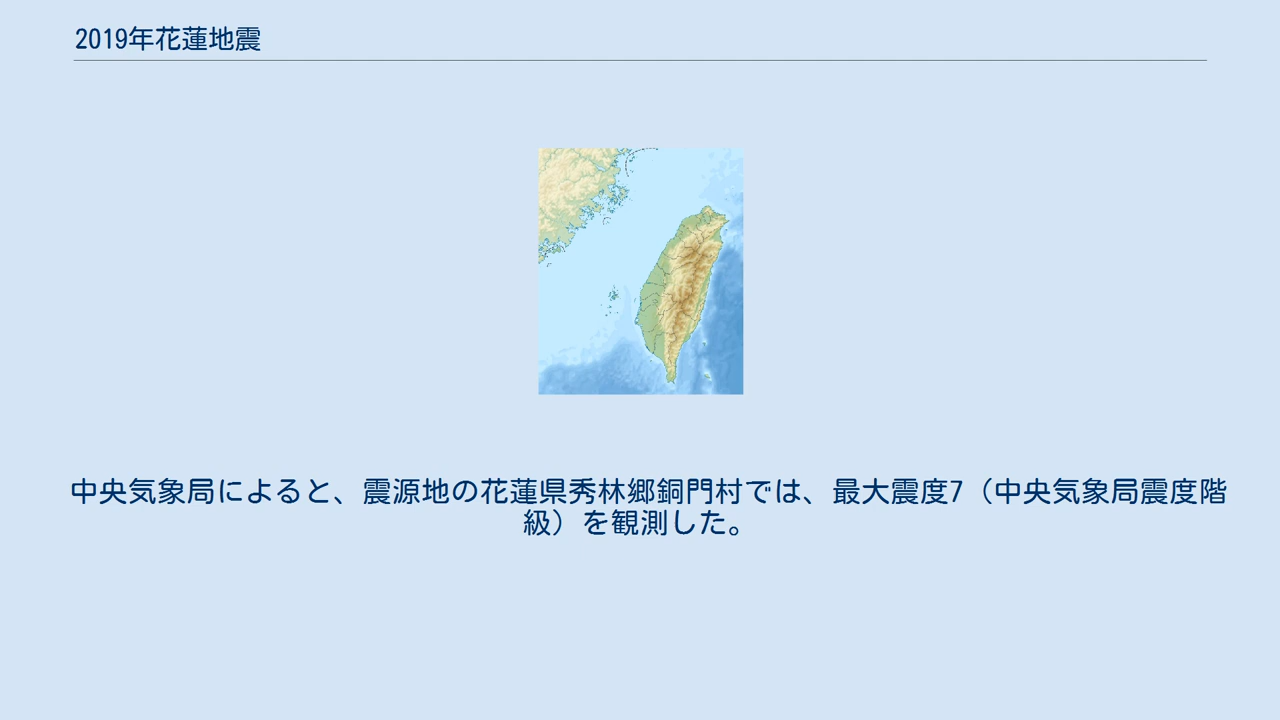 2019年花蓮地震
中央気象局によると、震源地の花蓮県秀林郷銅門村では、最大震度7（中央気象局震度階
級）を観測した。